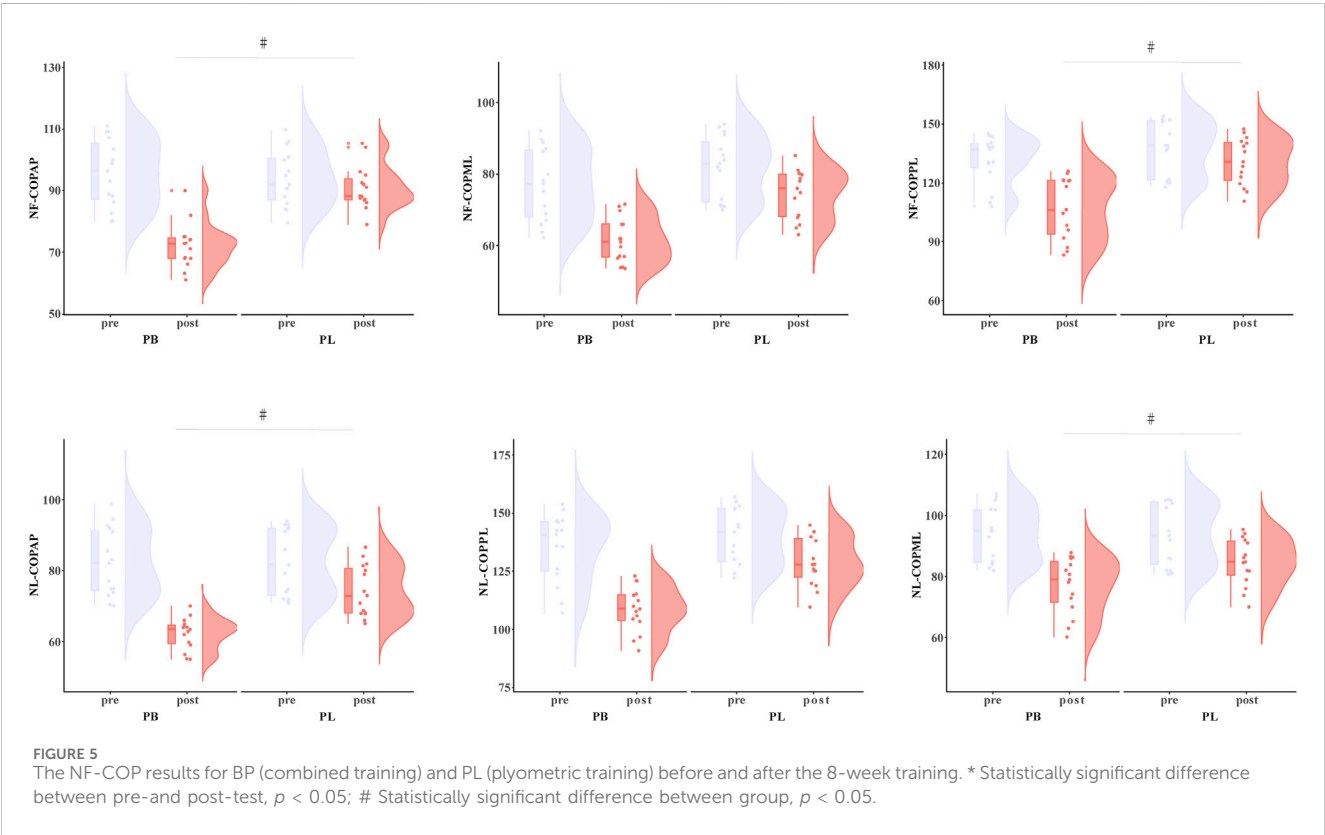 #
130
110
90
70
50
NF-COPAP
pre
post
pre
post
PB
PL
100
80
60
NF-COPML
pre
post
pre
post
PB
PL
#
180
150
120
90
60
NF-COPPL
pre
post
pre
post
PB
PL
#
100
80
60
NL-COPAP
pre
post
pre
post
PB
PL
175
150
125
100
75
NL-COPPL
pre
post
pre
post
PB
PL
#
120
100
80
60
NL-COPML
pre
post
pre
post
PB
PL
FIGURE 5
The NF-COP results for BP (combined training) and PL (plyometric training) before and after the 8-week training. * Statistically significant difference
between pre-and post-test, p < 0.05; # Statistically significant difference between group, p < 0.05.